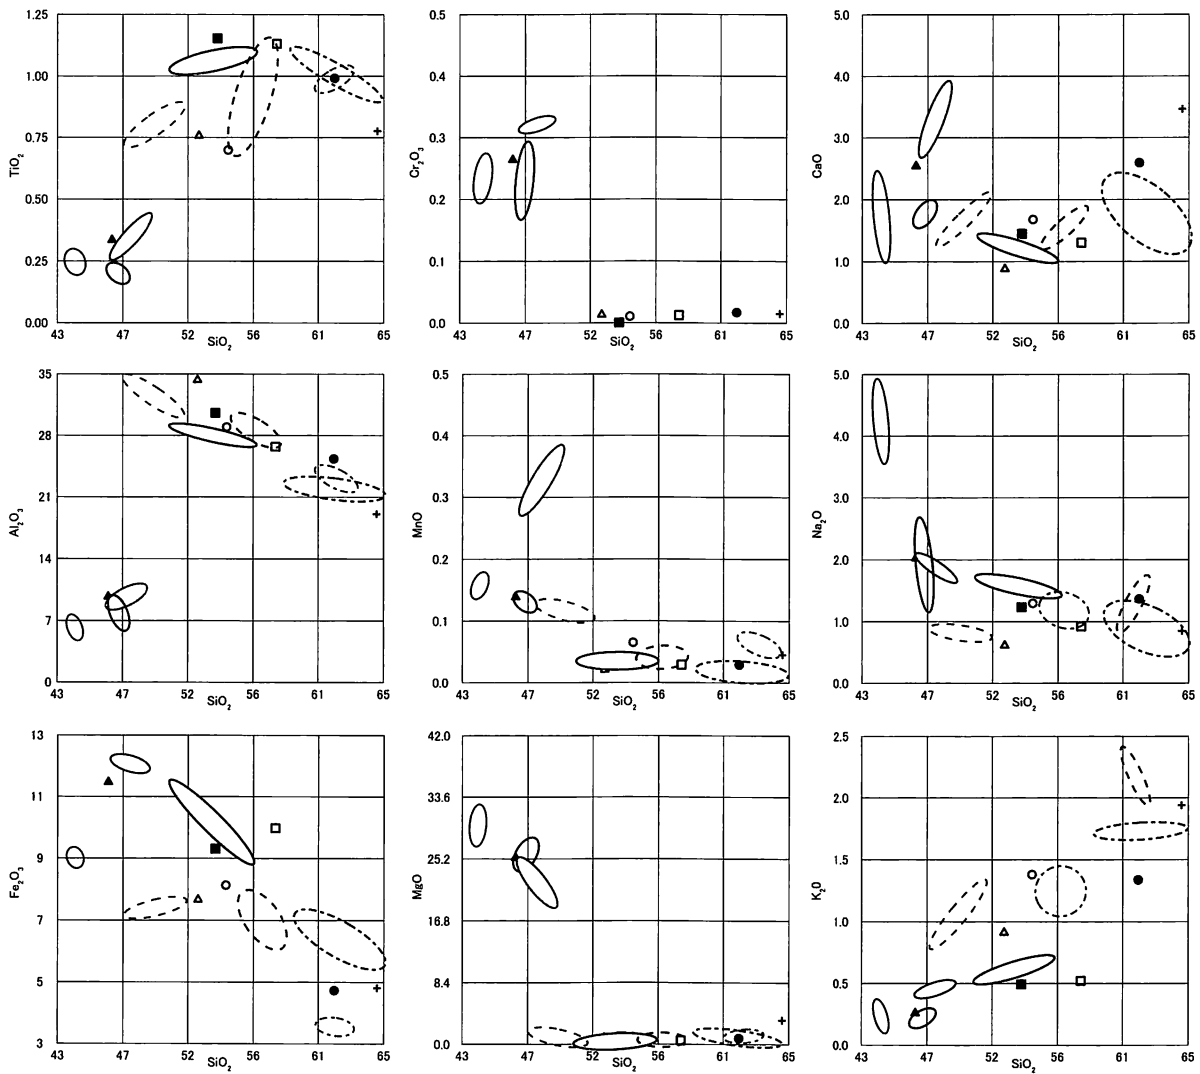 1.25
1.00
0.75
0.50
0.25
0.00
TiO2
43 47 52 56 61 65
SiO2
0.5
0.4
0.3
0.2
0.1
0.0
Cr2O3
43 47 52 56 61 65
SiO2
5.0
4.0
3.0
2.0
1.0
0.0
CaO
43 47 52 56 61 65
SiO2
35
28
21
14
7
0
Al2O3
43 47 52 56 61 65
SiO2
0.5
0.4
0.3
0.2
0.1
0.0
MnO
43 47 52 56 61 65
SiO2
5.0
4.0
3.0
2.0
1.0
0.0
Na2O
43 47 52 56 61 65
SiO2
13
11
9
7
5
3
Fe2O3
43 47 52 56 61 65
SiO2
42.0
33.6
25.2
16.8
8.4
0.0
MgO
43 47 52 56 61 65
SiO2
2.5
2.0
1.5
1.0
0.5
0.0
K2O
43 47 52 56 61 65
SiO2